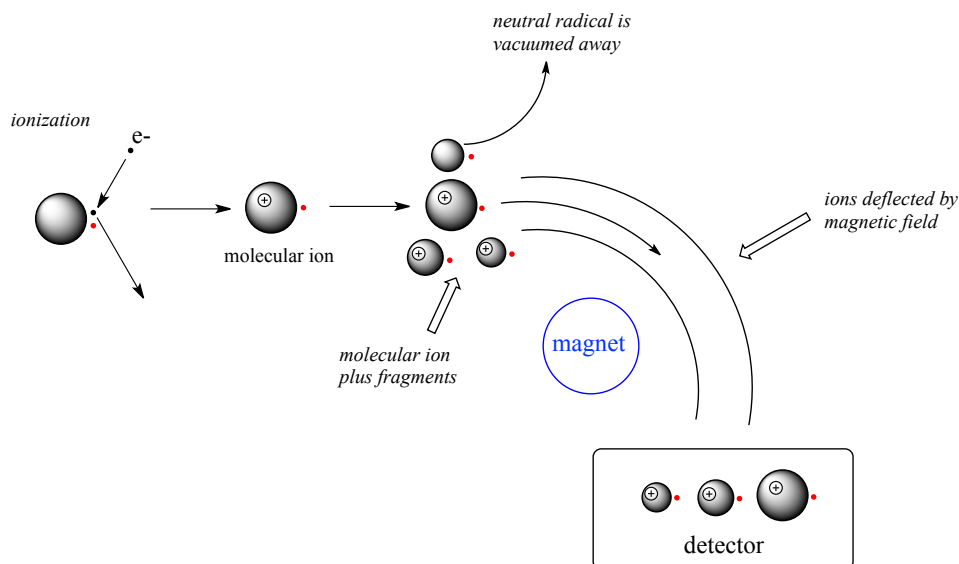 neutral radical is
vacuumed away
ionization
e-
ions deflected by
magnetic field
molecular ion
molecular ion
plus fragments
magnet
detector